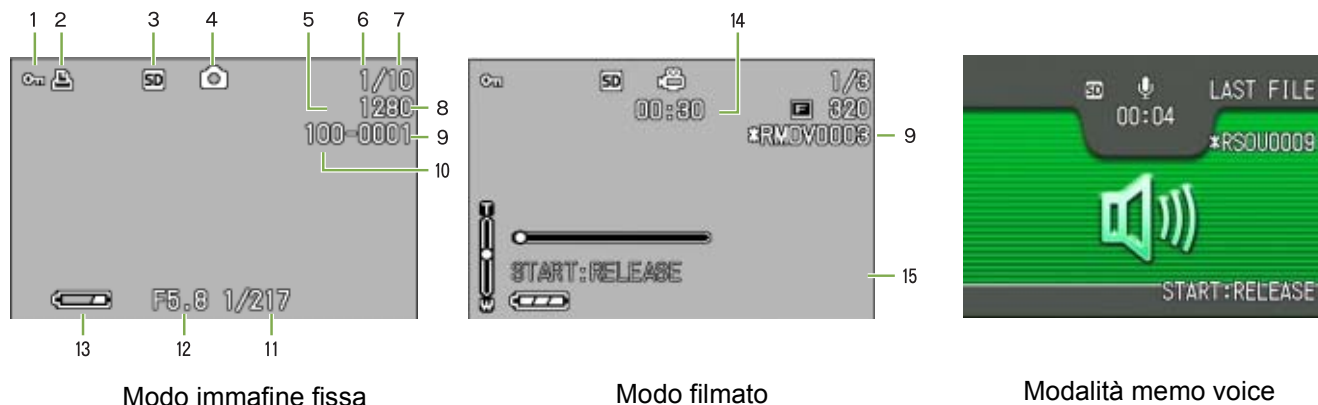 1 2 3 4 5 6 7
SD 1/10
1280 8
100-0001 9
10
F5.8 1/217
13 12 11
Modo immafine fissa
14
SD 1/3
00:30 F 320
*RMOV0003 9
T
START:RELEASE 15
W
Modo filmato
SD LAST FILE
00:04
*RSOU0009
START:RELEASE
Modalità memo voice